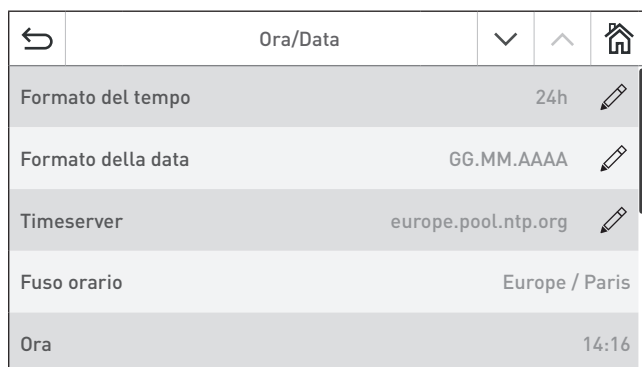 Ora/Data
Formato del tempo 24h
Formato della data GG.MM.AAAA
Timeserver europe.pool.ntp.org
Fuso orario Europe / Paris
Ora 14:16